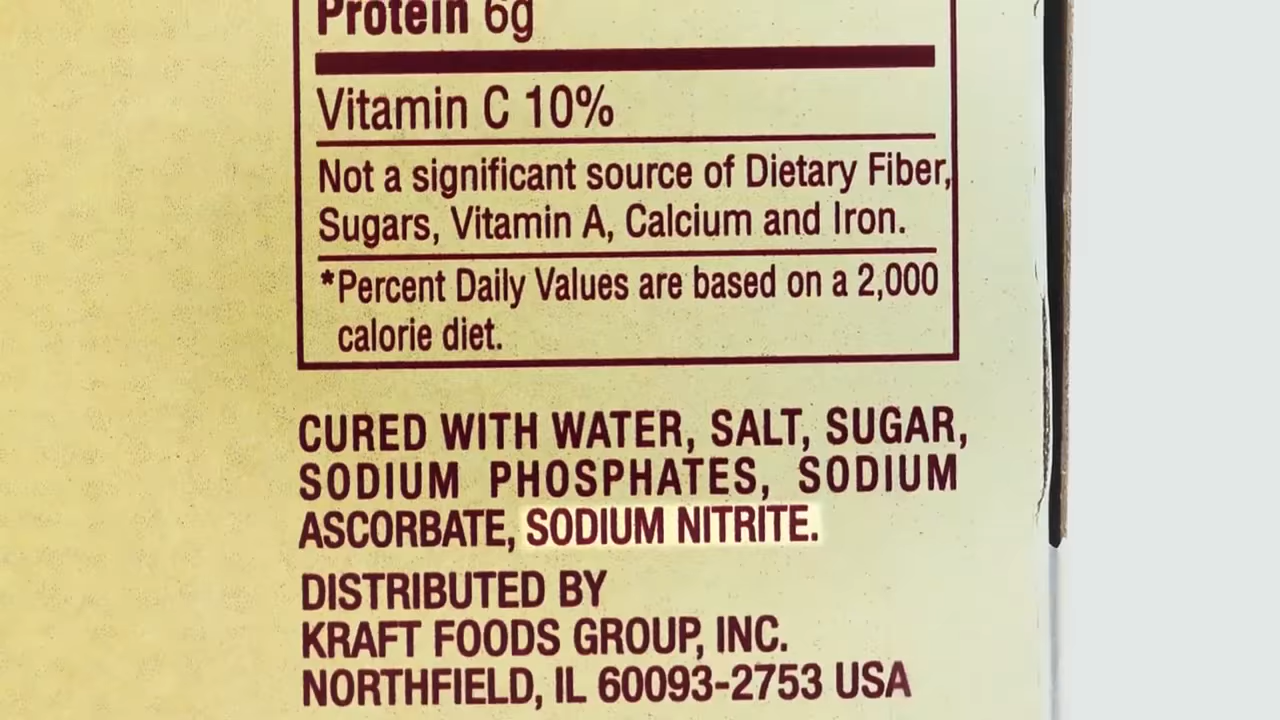 Protein 6g
Vitamin C 10%
Not a significant source of Dietary Fiber,
Sugars, Vitamin A, Calcium and Iron.
*Percent Daily Values are based on a 2,000
calorie diet.
CURED WITH WATER, SALT, SUGAR,
SODIUM PHOSPHATES, SODIUM
ASCORBATE, SODIUM NITRITE.
DISTRIBUTED BY
KRAFT FOODS GROUP, INC.
NORTHFIELD, IL 60093-2753 USA